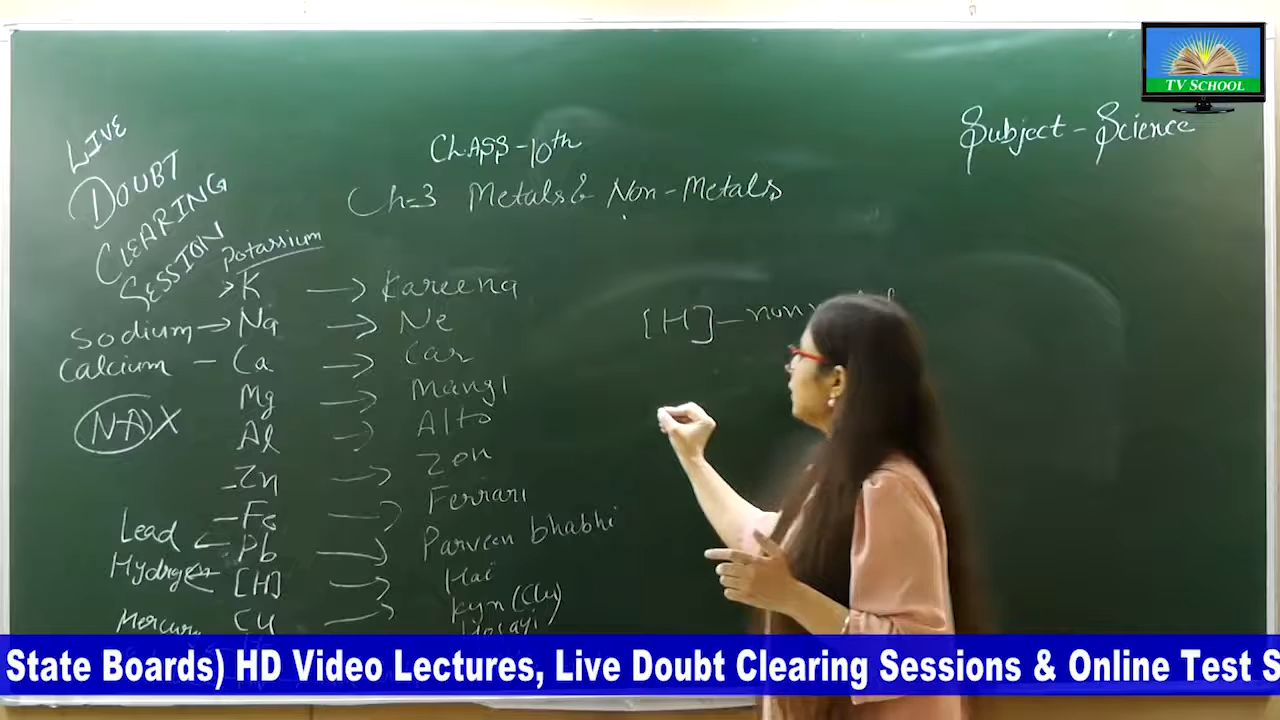 TV SCHOOL
Subject - Science
LIVE
DOUBT
CLEARING
SESSION
CLASS-10th
Ch=3 Metals & Non-Metals
Potassium
K → Kareena
Sodium → Na → Ne
Calcium - Ca → Car
Mg → Mangi
NA X
Al → Alto
Zn → Zen
Fe → Ferrari
Lead Pb → Parveen bhabhi
Hydrogen [H] → Hai
Cu → Kyn (Cu)
Mercury
[H] - non
State Boards) HD Video Lectures, Live Doubt Clearing Sessions & Online Test S